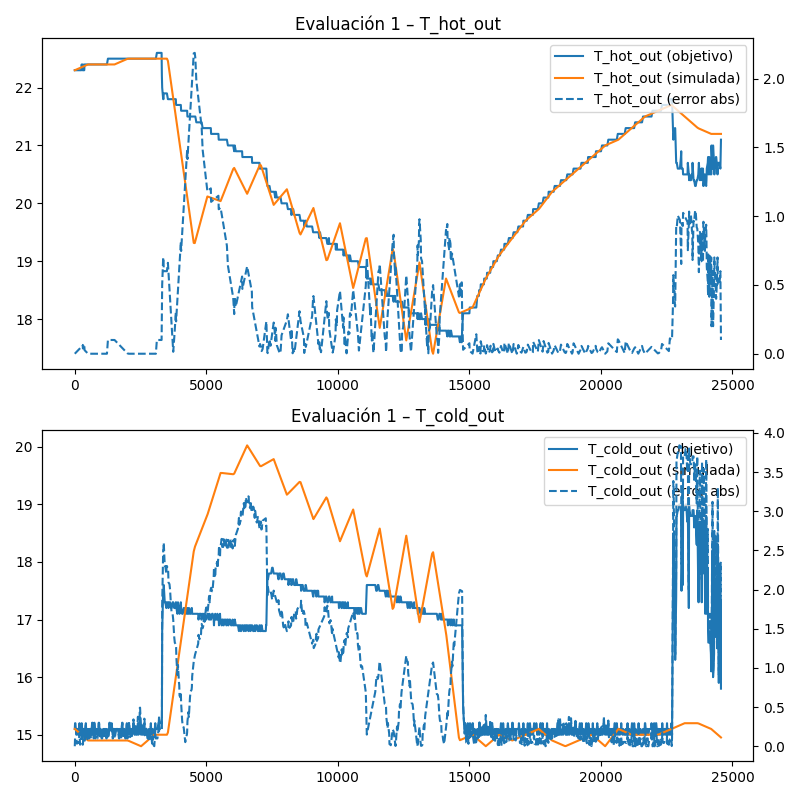 Evaluación 1 – T_hot_out
T_hot_out (objetivo)
T_hot_out (simulada)
T_hot_out (error abs)
22
21
20
19
18
2.0
1.5
1.0
0.5
0.0
0 5000 10000 15000 20000 25000
Evaluación 1 – T_cold_out
T_cold_out (objetivo)
T_cold_out (simulada)
T_cold_out (error abs)
20
19
18
17
16
15
4.0
3.5
3.0
2.5
2.0
1.5
1.0
0.5
0.0
0 5000 10000 15000 20000 25000